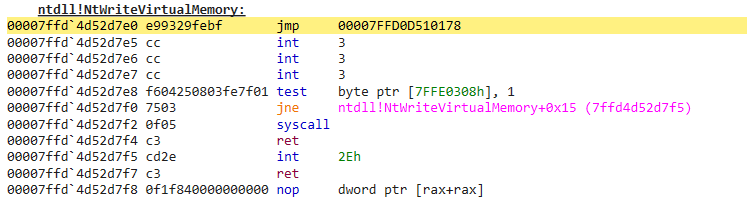 ntdll!NtWriteVirtualMemory:
00007ffd`4d52d7e0 e99329febf jmp 00007FFD0D510178
00007ffd`4d52d7e5 cc int 3
00007ffd`4d52d7e6 cc int 3
00007ffd`4d52d7e7 cc int 3
00007ffd`4d52d7e8 f604250803fe7f01 test byte ptr [7FFE0308h], 1
00007ffd`4d52d7f0 7503 jne ntdll!NtWriteVirtualMemory+0x15 (7ffd4d52d7f5)
00007ffd`4d52d7f2 0f05 syscall
00007ffd`4d52d7f4 c3 ret
00007ffd`4d52d7f5 cd2e int 2Eh
00007ffd`4d52d7f7 c3 ret
00007ffd`4d52d7f8 0f1f840000000000 nop dword ptr [rax+rax]